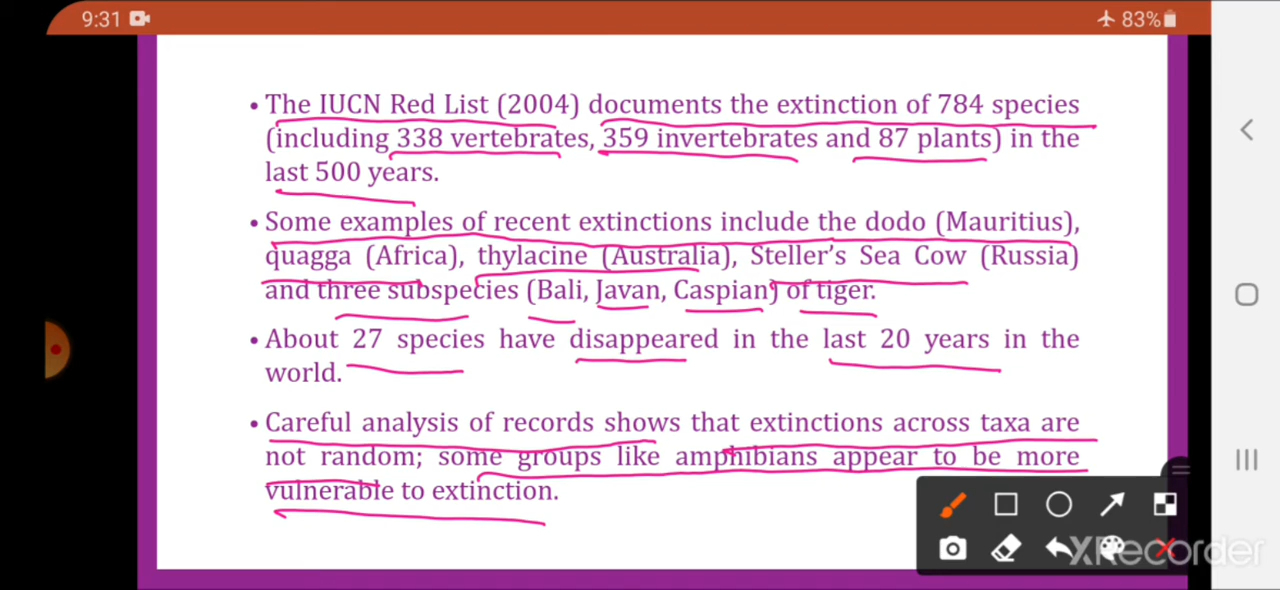 9:31 83%
• The IUCN Red List (2004) documents the extinction of 784 species
(including 338 vertebrates, 359 invertebrates and 87 plants) in the
last 500 years.
• Some examples of recent extinctions include the dodo (Mauritius),
quagga (Africa), thylacine (Australia), Steller's Sea Cow (Russia)
and three subspecies (Bali, Javan, Caspian) of tiger.
• About 27 species have disappeared in the last 20 years in the
world.
• Careful analysis of records shows that extinctions across taxa are
not random; some groups like amphibians appear to be more
vulnerable to extinction.
XRecorder